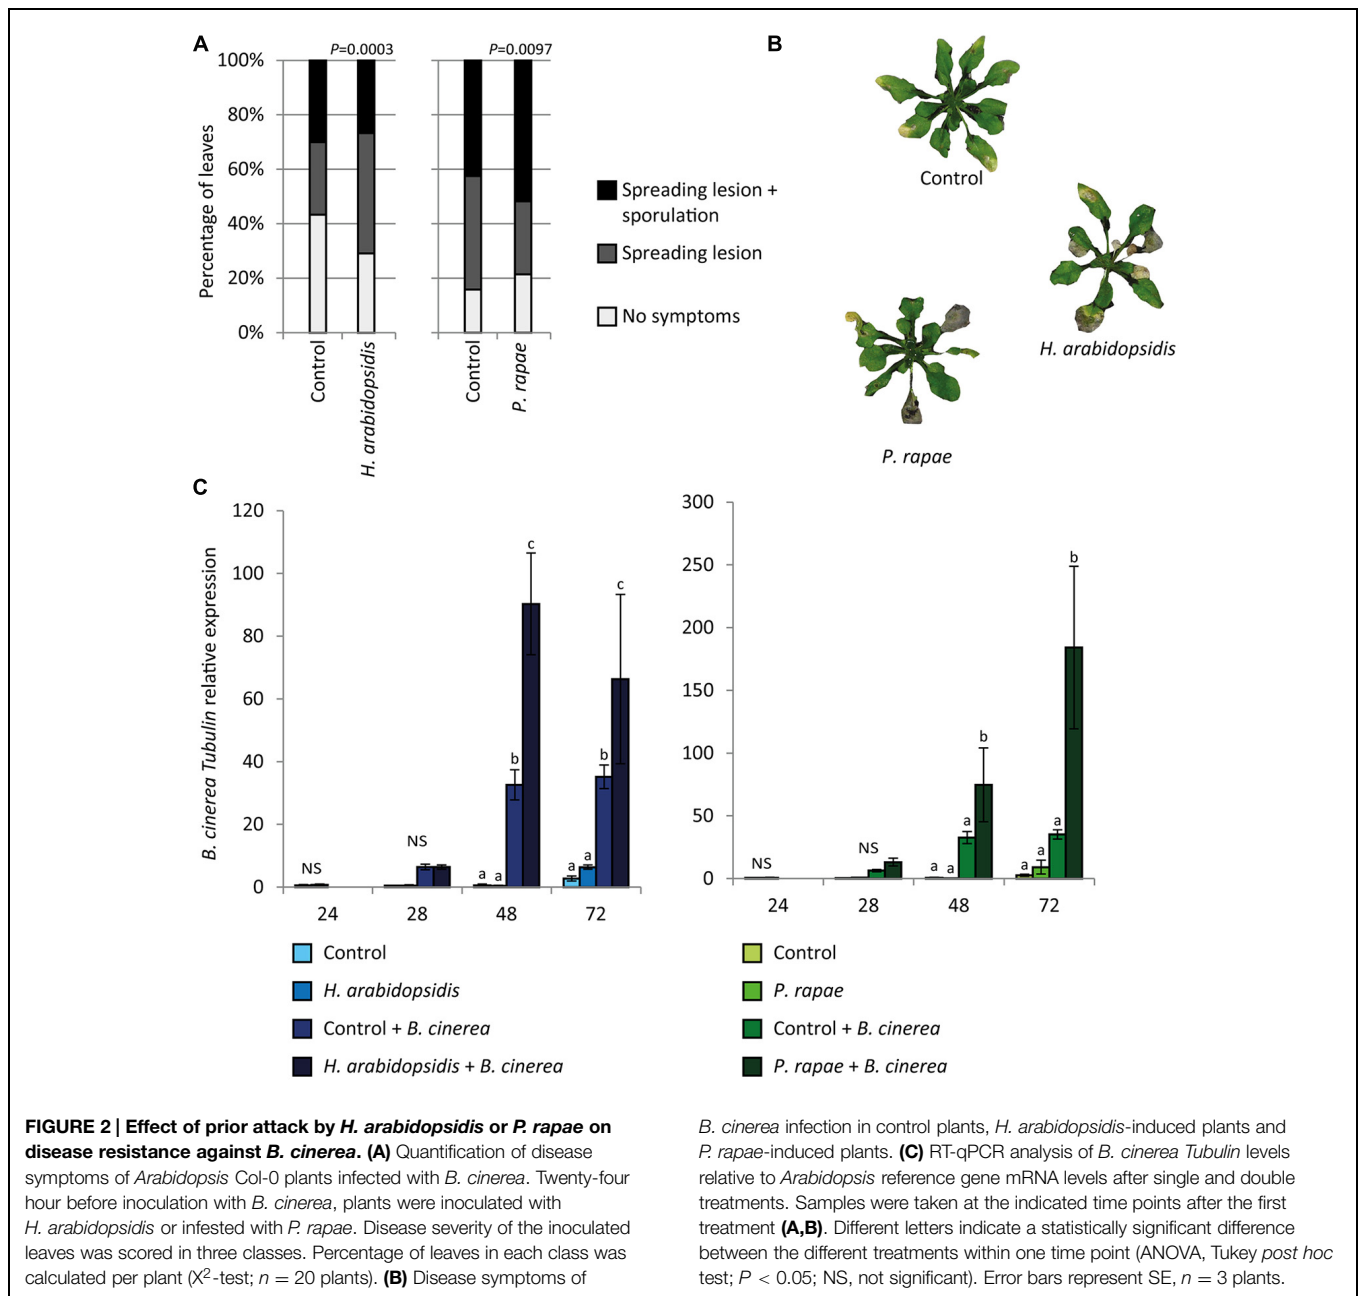 A
P=0.0003
P=0.0097
100%
80%
60%
40%
20%
0%
Percentage of leaves
Control
H. arabidopsidis
Control
P. rapae
Spreading lesion +
sporulation
Spreading lesion
No symptoms
B
Control
H. arabidopsidis
P. rapae
C
B. cinerea Tubulin relative expression
120
100
80
60
40
20
0
NS
NS
a
a
b
c
a
a
b
c
24
28
48
72
Control
H. arabidopsidis
Control + B. cinerea
H. arabidopsidis + B. cinerea
300
250
200
150
100
50
0
NS
NS
a
a
a
b
a
a
a
b
24
28
48
72
Control
P. rapae
Control + B. cinerea
P. rapae + B. cinerea
FIGURE 2 | Effect of prior attack by H. arabidopsidis or P. rapae on
disease resistance against B. cinerea. (A) Quantification of disease
symptoms of Arabidopsis Col-0 plants infected with B. cinerea. Twenty-four
hour before inoculation with B. cinerea, plants were inoculated with
H. arabidopsidis or infested with P. rapae. Disease severity of the inoculated
leaves was scored in three classes. Percentage of leaves in each class was
calculated per plant (X²-test; n = 20 plants). (B) Disease symptoms of
B. cinerea infection in control plants, H. arabidopsidis-induced plants and
P. rapae-induced plants. (C) RT-qPCR analysis of B. cinerea Tubulin levels
relative to Arabidopsis reference gene mRNA levels after single and double
treatments. Samples were taken at the indicated time points after the first
treatment (A,B). Different letters indicate a statistically significant difference
between the different treatments within one time point (ANOVA, Tukey post hoc
test; P < 0.05; NS, not significant). Error bars represent SE, n = 3 plants.